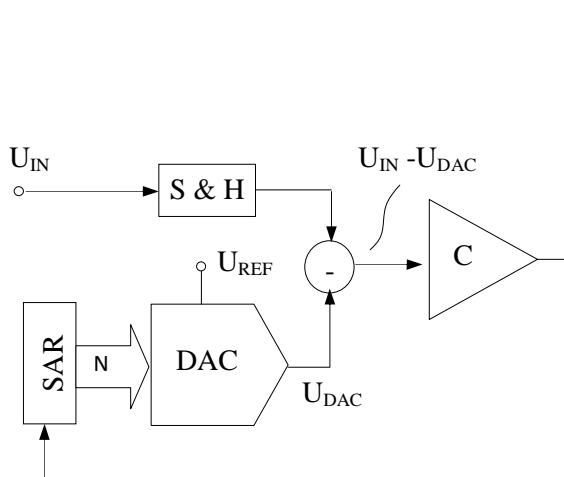 U_IN
U_IN -U_DAC
S & H
C
U_REF
-
SAR
N
DAC
U_DAC